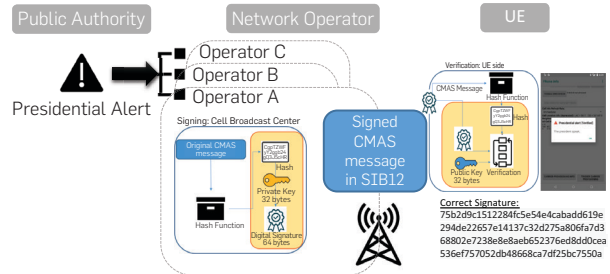 Public Authority
Network Operator
UE
Operator C
Operator B
Operator A
Presidential Alert
Signing: Cell Broadcast Center
Original CMAS
message
Hash Function
Hash
Private Key
32 bytes
Digital Signature
64 bytes
Signed
CMAS
message
in SIB12
Verification: UE side
CMAS Message
Hash Function
Hash
Public Key
32 bytes
Verification
Correct Signature:
75b2d9c1512284fc5e54e4cabadd619e
294de22657e14137c32d275a806fa7d3
68802e7238e8e8aeb652376ed8dd0cea
536ef757052db48668ca7df25bc7550a